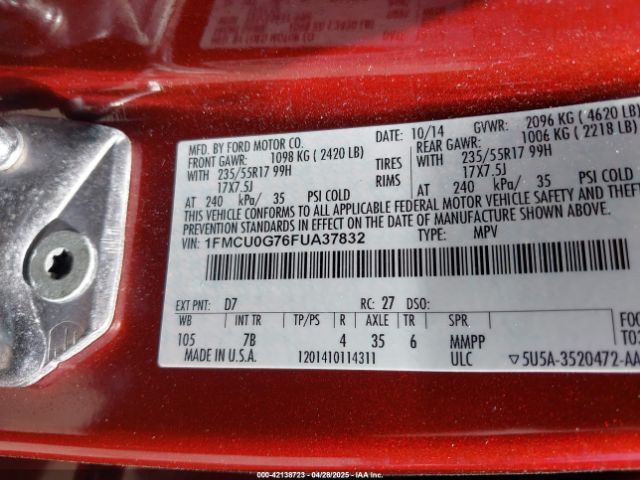 MFD. BY FORD MOTOR CO.
DATE: 10/14
GVWR: 2096 KG ( 4620 LB)
FRONT GAWR: 1098 KG ( 2420 LB)
REAR GAWR: 1006 KG ( 2218 LB)
WITH 235/55R17 99H TIRES WITH 235/55R17 99H
17X7.5J RIMS 17X7.5J
AT 240 kPa/ 35 PSI COLD AT 240 kPa/ 35 PSI COLD
THIS VEHICLE CONFORMS TO ALL APPLICABLE FEDERAL MOTOR VEHICLE SAFETY AND
PREVENTION STANDARDS IN EFFECT ON THE DATE OF MANUFACTURE SHOWN
VIN: 1FMCU0G76FUA37832 TYPE: MPV
EXT PNT: D7 RC: 27 DSO:
WB INT TR TP/PS R AXLE TR SPR
105 7B 4 35 6 MMPP
MADE IN U.S.A. 1201410114311 ULC ▽5U5A-3520472-AA
000-42138723 - 04/28/2025 - IAAI.COM